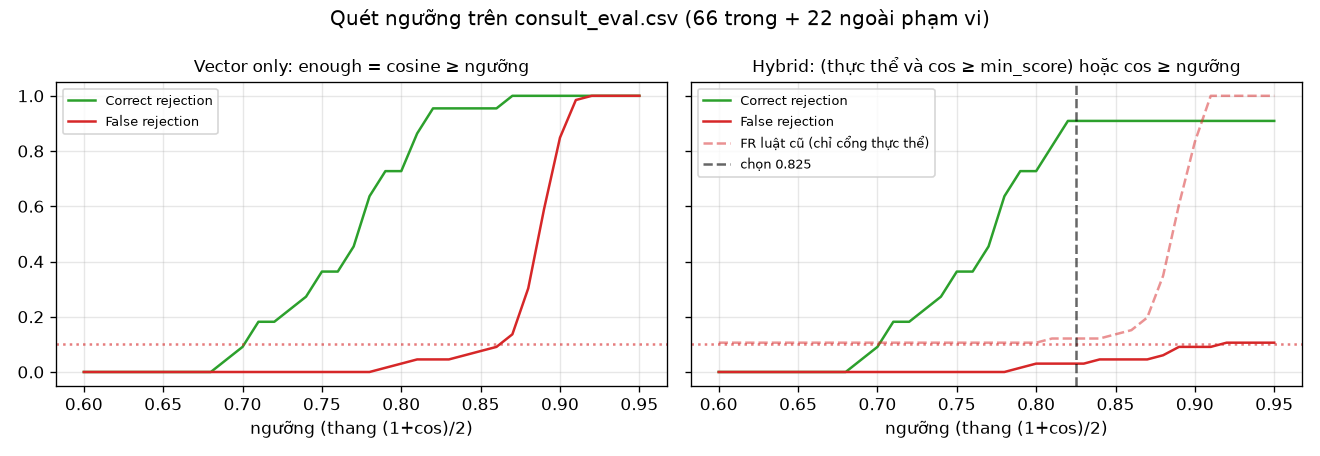 Quét ngưỡng trên consult_eval.csv (66 trong + 22 ngoài phạm vi)
Vector only: enough = cosine ≥ ngưỡng
Correct rejection
False rejection
1.0
0.8
0.6
0.4
0.2
0.0
0.60 0.65 0.70 0.75 0.80 0.85 0.90 0.95
ngưỡng (thang (1+cos)/2)
Hybrid: (thực thể và cos ≥ min_score) hoặc cos ≥ ngưỡng
Correct rejection
False rejection
FR luật cũ (chỉ cổng thực thể)
chọn 0.825
0.60 0.65 0.70 0.75 0.80 0.85 0.90 0.95
ngưỡng (thang (1+cos)/2)